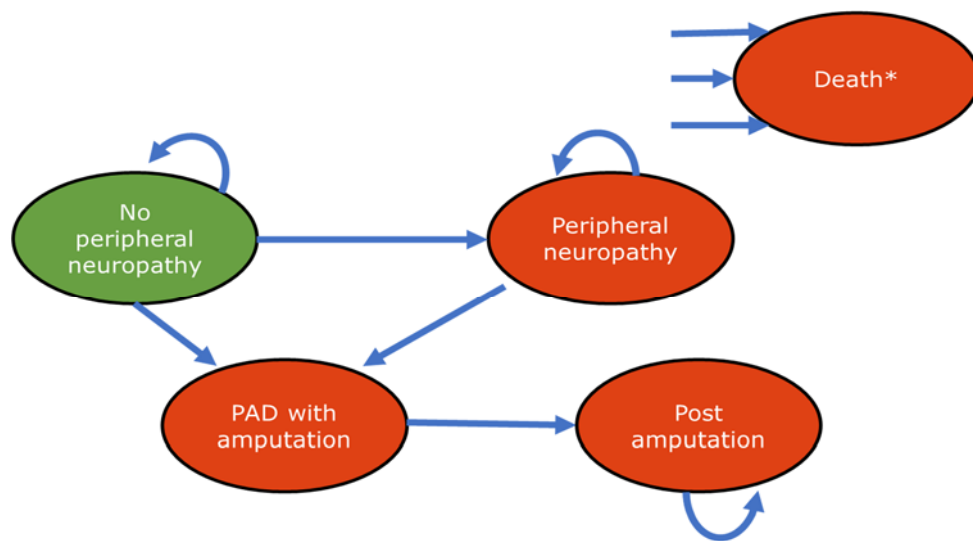 Death*
No
peripheral
neuropathy
Peripheral
neuropathy
PAD with
amputation
Post
amputation